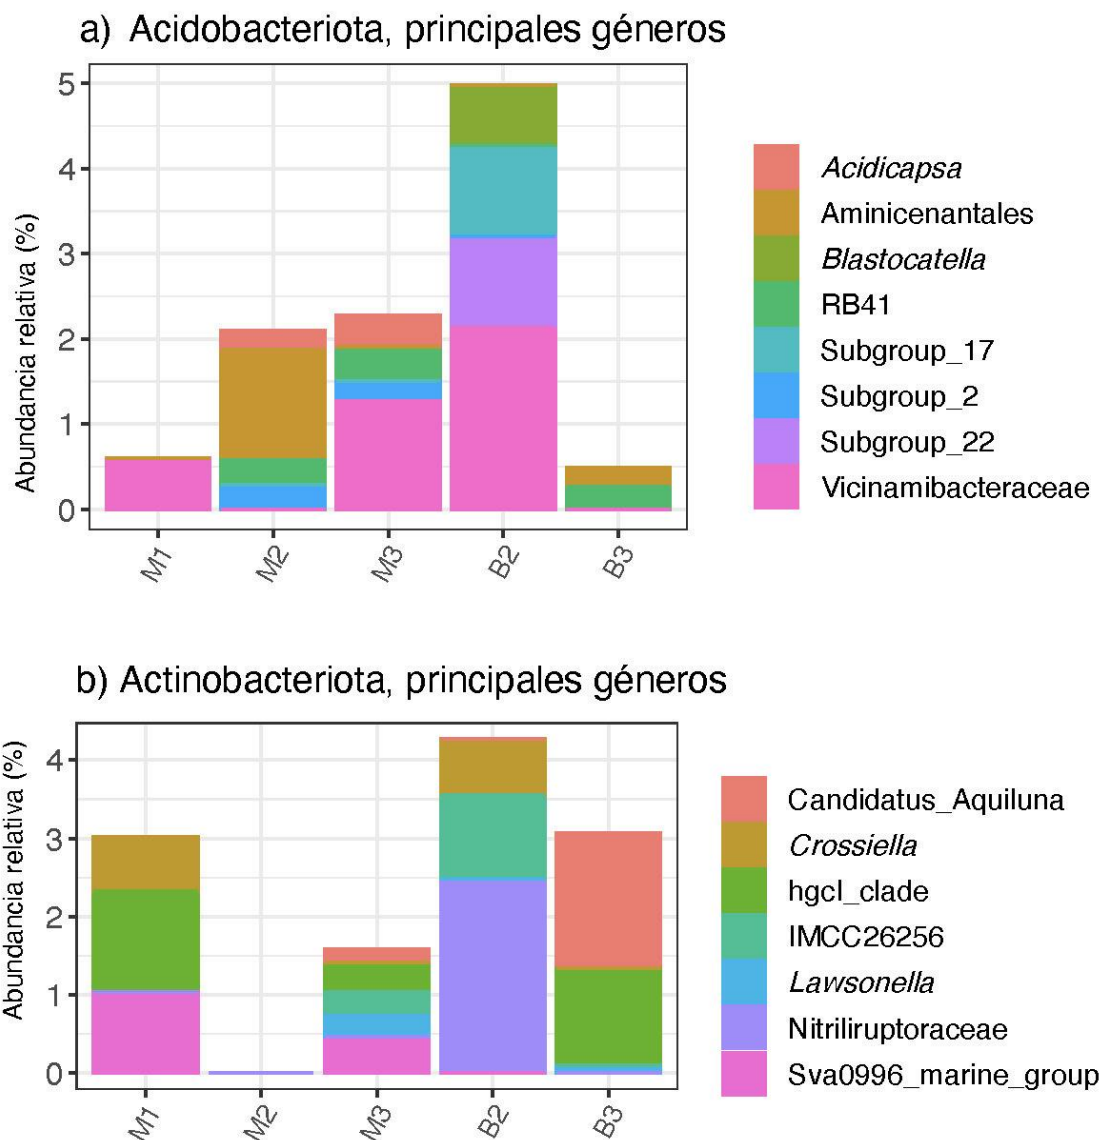 a) Acidobacteriota, principales géneros
Abundancia relativa (%)
5
4
3
2
1
0
M1
M2
M3
B2
B3
Acidicapsa
Aminicenantales
Blastocatella
RB41
Subgroup_17
Subgroup_2
Subgroup_22
Vicinamibacteraceae
b) Actinobacteriota, principales géneros
Abundancia relativa (%)
4
3
2
1
0
M1
M2
M3
B2
B3
Candidatus_Aquiluna
Crossiella
hgcI_clade
IMCC26256
Lawsonella
Nitriliruptoraceae
Sva0996_marine_group